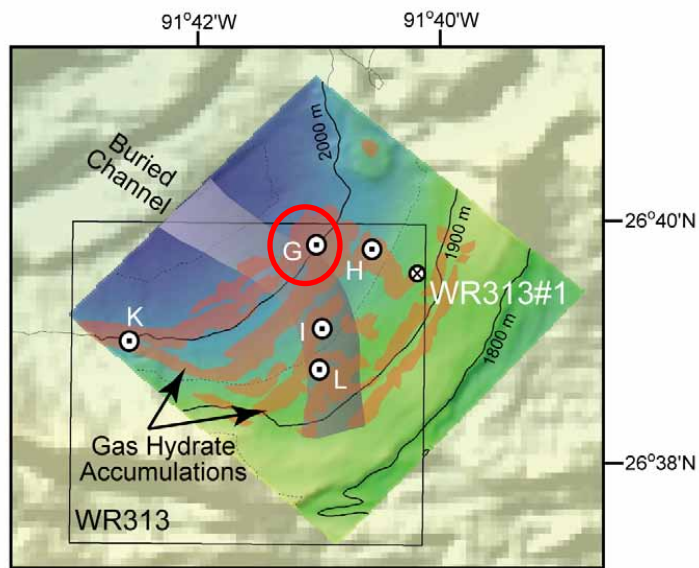 91°42'W
91°40'W
Buried
Channel
2000 m
26°40'N
G
H
1900 m
WR313#1
K
I
1800 m
L
Gas Hydrate
Accumulations
26°38'N
WR313